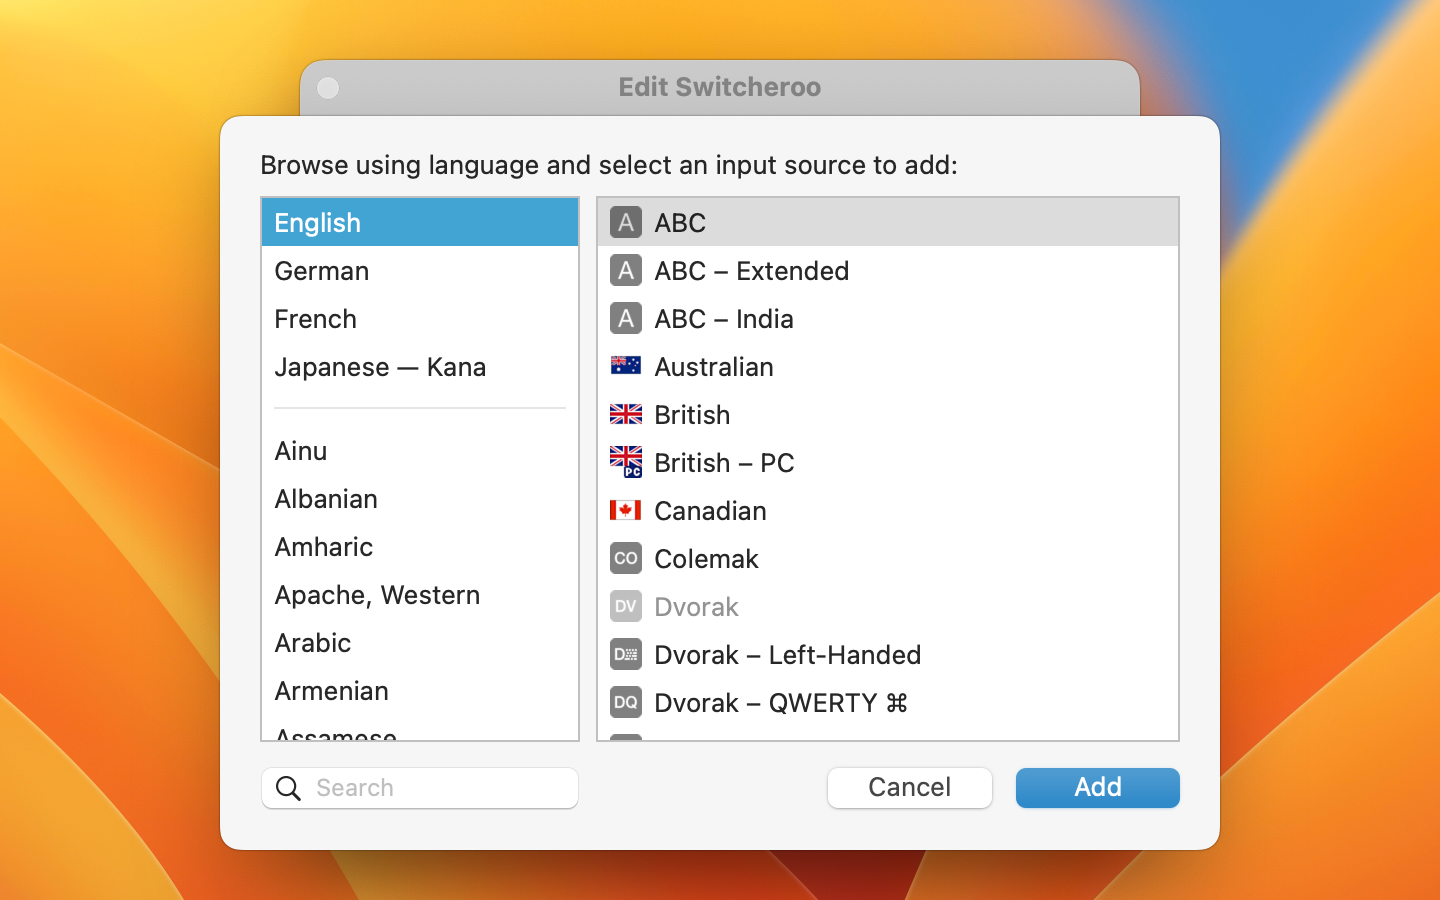 Edit Switcheroo
Browse using language and select an input source to add:
English
German
French
Japanese — Kana
Ainu
Albanian
Amharic
Apache, Western
Arabic
Armenian
Assamese
A ABC
A ABC – Extended
A ABC – India
Australian
British
PC British – PC
Canadian
CO Colemak
DV Dvorak
D Dvorak – Left-Handed
DQ Dvorak – QWERTY ⌘
Search
Cancel
Add